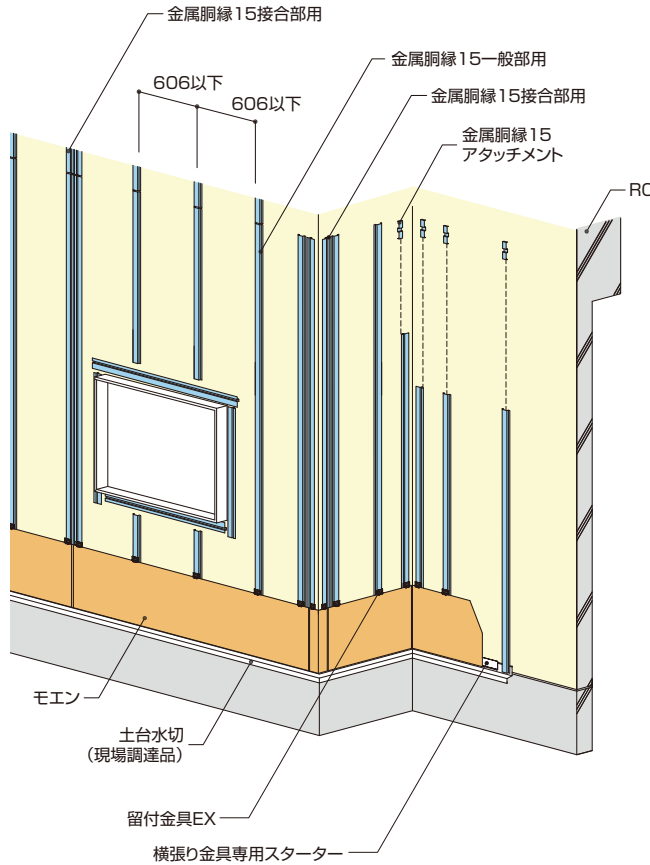 金属胴縁15接合部用
金属胴縁15一般部用
606以下
606以下
金属胴縁15接合部用
金属胴縁15
アタッチメント
RC
モエン
土台水切
（現場調達品）
留付金具EX
横張り金具専用スターター